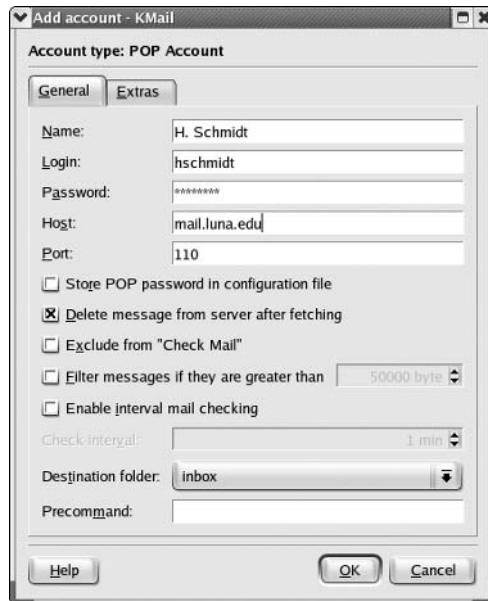 Add account - KMail
Account type: POP Account
General Extras
Name: H. Schmidt
Login: hschmidt
Password: ********
Host: mail.luna.edu
Port: 110
Store POP password in configuration file
Delete message from server after fetching
Exclude from "Check Mail"
Filter messages if they are greater than 50000 byte
Enable interval mail checking
Check interval: 1 min
Destination folder: inbox
Precommand:
Help OK Cancel